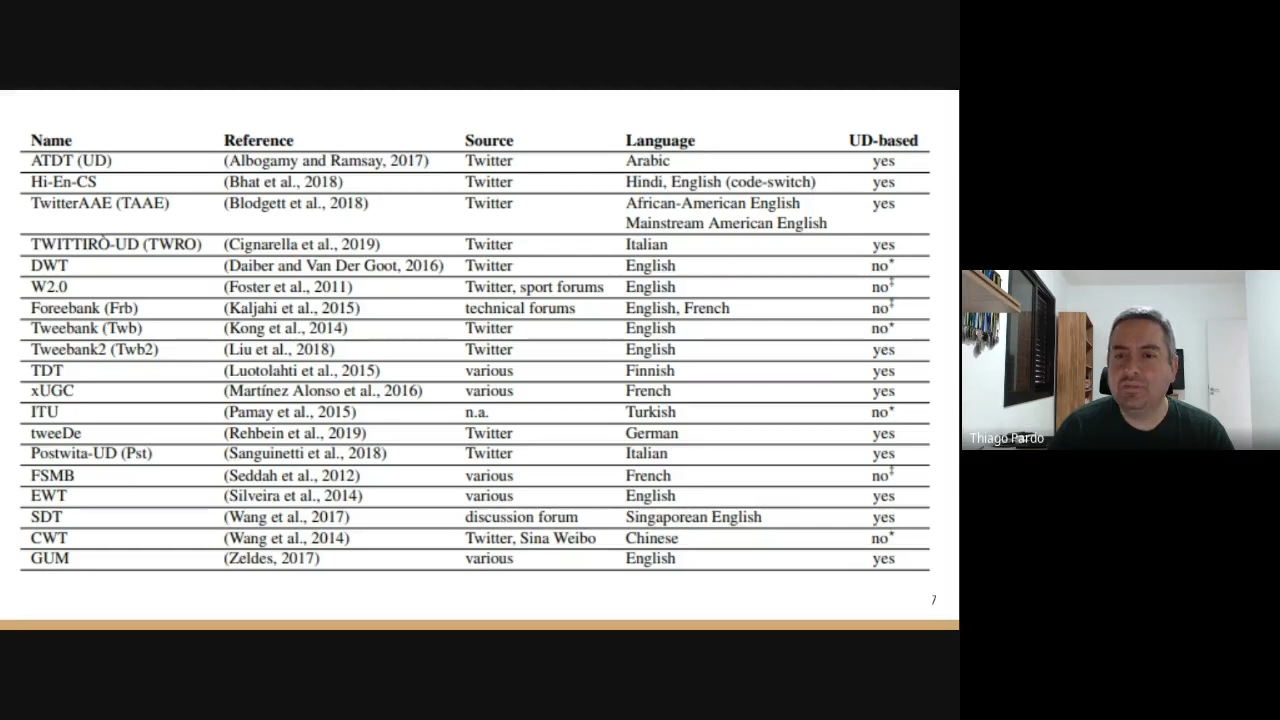 Name Reference Source Language UD-based
ATDT (UD) (Albogamy and Ramsay, 2017) Twitter Arabic yes
Hi-En-CS (Bhat et al., 2018) Twitter Hindi, English (code-switch) yes
TwitterAAE (TAAE) (Blodgett et al., 2018) Twitter African-American English yes
Mainstream American English
TWITTIRÒ-UD (TWRO) (Cignarella et al., 2019) Twitter Italian yes
DWT (Daiber and Van Der Goot, 2016) Twitter English no*
W2.0 (Foster et al., 2011) Twitter, sport forums English no‡
Foreebank (Frb) (Kaljahi et al., 2015) technical forums English, French no‡
Tweebank (Twb) (Kong et al., 2014) Twitter English no*
Tweebank2 (Twb2) (Liu et al., 2018) Twitter English yes
TDT (Luotolahti et al., 2015) various Finnish yes
xUGC (Martínez Alonso et al., 2016) various French yes
ITU (Pamay et al., 2015) n.a. Turkish no*
tweeDe (Rehbein et al., 2019) Twitter German yes
Postwita-UD (Pst) (Sanguinetti et al., 2018) Twitter Italian yes
FSMB (Seddah et al., 2012) various French no‡
EWT (Silveira et al., 2014) various English yes
SDT (Wang et al., 2017) discussion forum Singaporean English yes
CWT (Wang et al., 2014) Twitter, Sina Weibo Chinese no*
GUM (Zeldes, 2017) various English yes
7
Thiago Pardo